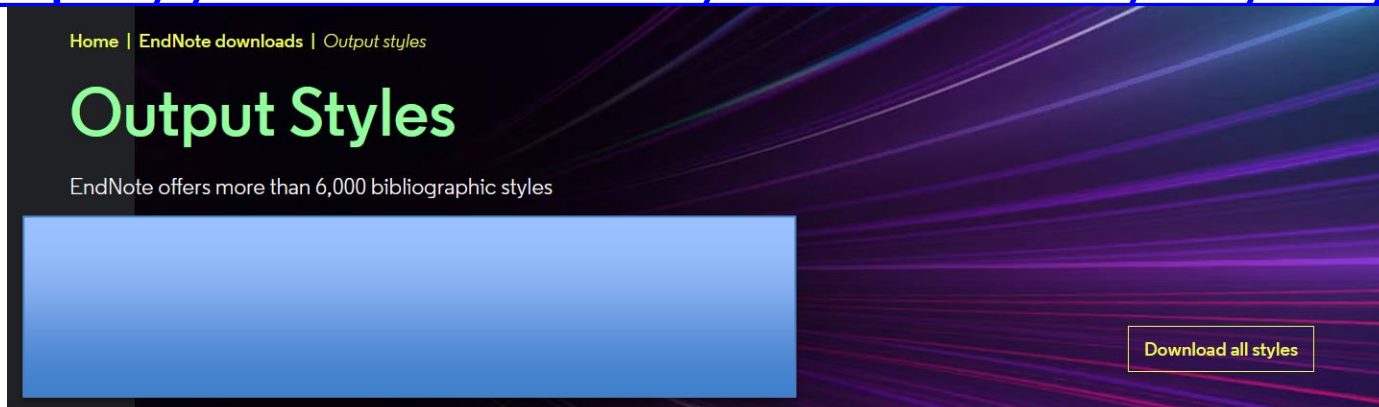 Home | EndNote downloads | Output styles
Output Styles
EndNote offers more than 6,000 bibliographic styles
Download all styles